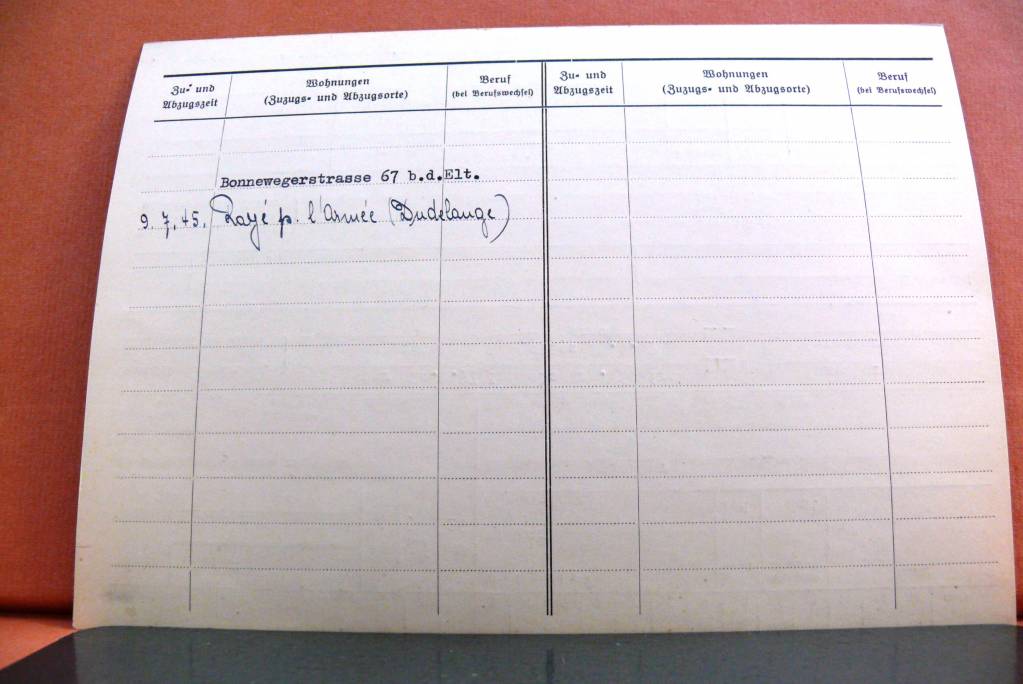 Zu- und
Abzugszeit
Wohnungen
(Zuzugs- und Abzugsorte)
Beruf
(bei Berufswechsel)
Zu- und
Abzugszeit
Wohnungen
(Zuzugs- und Abzugsorte)
Beruf
(bei Berufswechsel)
Bonnewegerstrasse 67 b.d.Elt.
9. 7. 45. Rayé p. l'Armée (Dudelange)